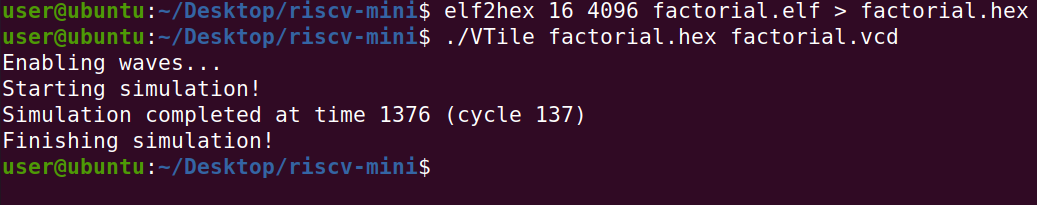 user@ubuntu:~/Desktop/riscv-mini$ elf2hex 16 4096 factorial.elf > factorial.hex
user@ubuntu:~/Desktop/riscv-mini$ ./VTile factorial.hex factorial.vcd
Enabling waves...
Starting simulation!
Simulation completed at time 1376 (cycle 137)
Finishing simulation!
user@ubuntu:~/Desktop/riscv-mini$